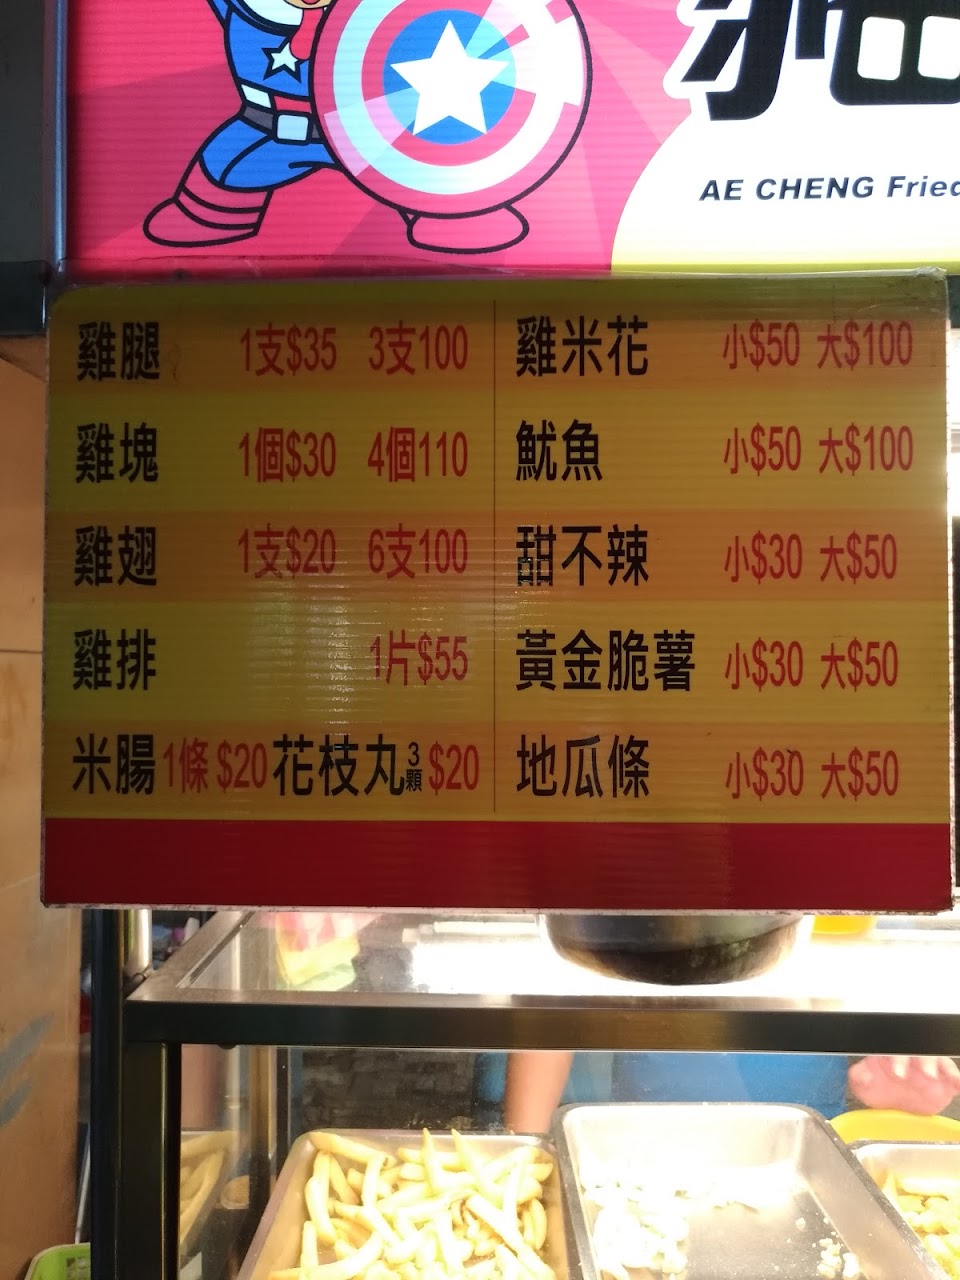 AE CHENG Fried
雞腿 1支$35 3支100
雞塊 1個$30 4個110
雞翅 1支$20 6支100
雞排 1片$55
米腸 1條 $20 花枝丸 3顆 $20
雞米花 小$50 大$100
魷魚 小$50 大$100
甜不辣 小$30 大$50
黃金脆薯 小$30 大$50
地瓜條 小$30 大$50